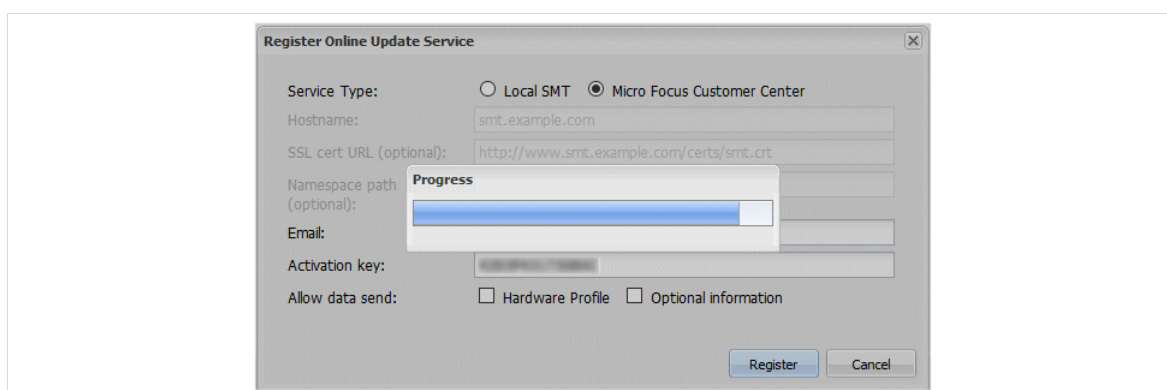 Register Online Update Service
Service Type: Local SMT Micro Focus Customer Center
Hostname: smt.example.com
SSL cert URL (optional): http://www.smt.example.com/certs/smt.crt
Progress
Namespace path
(optional):
Email:
Activation key:
Allow data send: Hardware Profile Optional information
Register Cancel